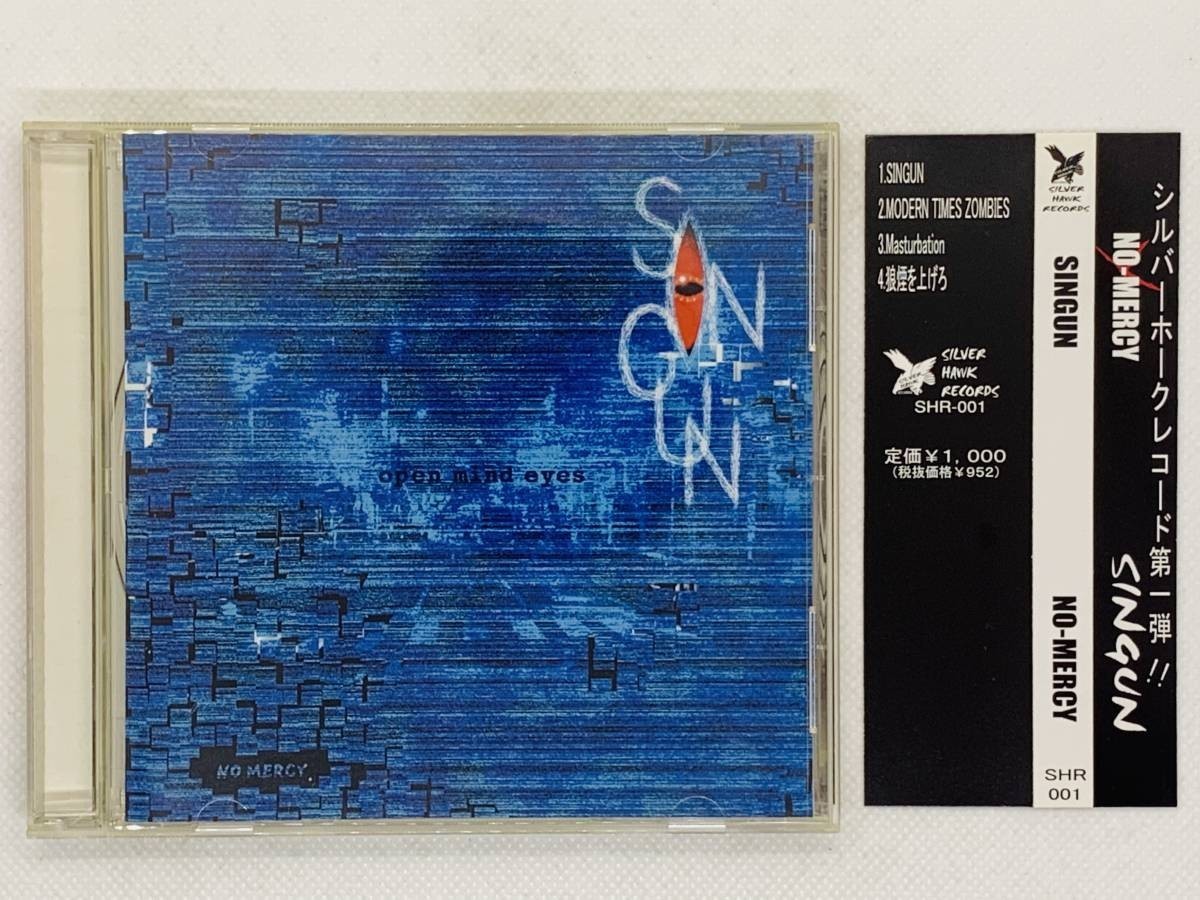 SINGUN
open mind eyes
NO MERCY.
1.SINGUN
2.MODERN TIMES ZOMBIES
3.Masturbation
4.狼煙を上げろ
SILVER
HAWK
RECORDS
SHR-001
定価￥1,000
(税抜価格￥952)
SILVER
HAWK
RECORDS
SINGUN
NO-MERCY
SHR
001
シルバーホークレコード第一弾!!
NO-MERCY
SINGUN